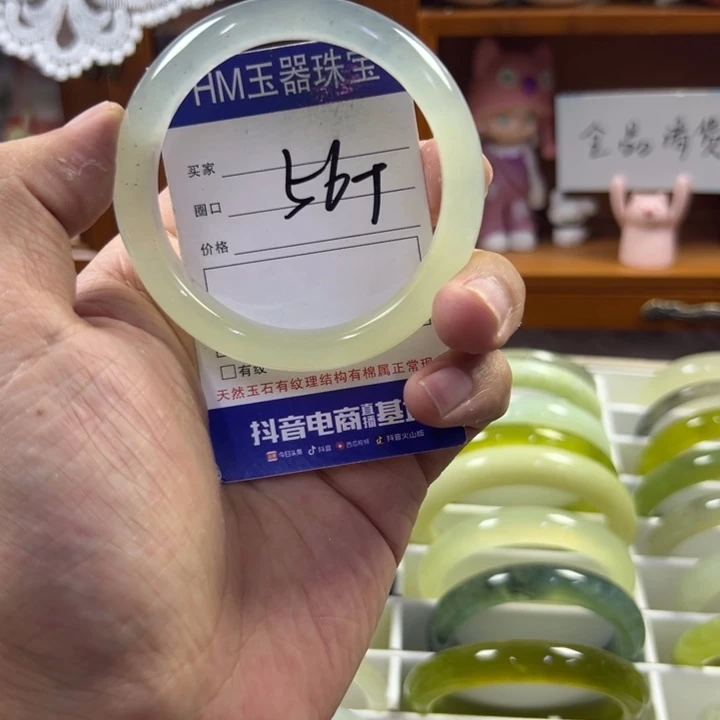 HM玉器珠宝
买家
圈口
56+
价格
有纹
天然玉石有纹理结构有棉属正常现
抖音电商直播基
今日头条 抖音 西瓜视频 抖音火山版
全品清货